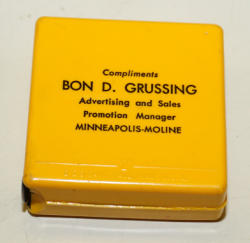 Compliments
BON D. GRUSSING
Advertising and Sales
Promotion Manager
MINNEAPOLIS-MOLINE